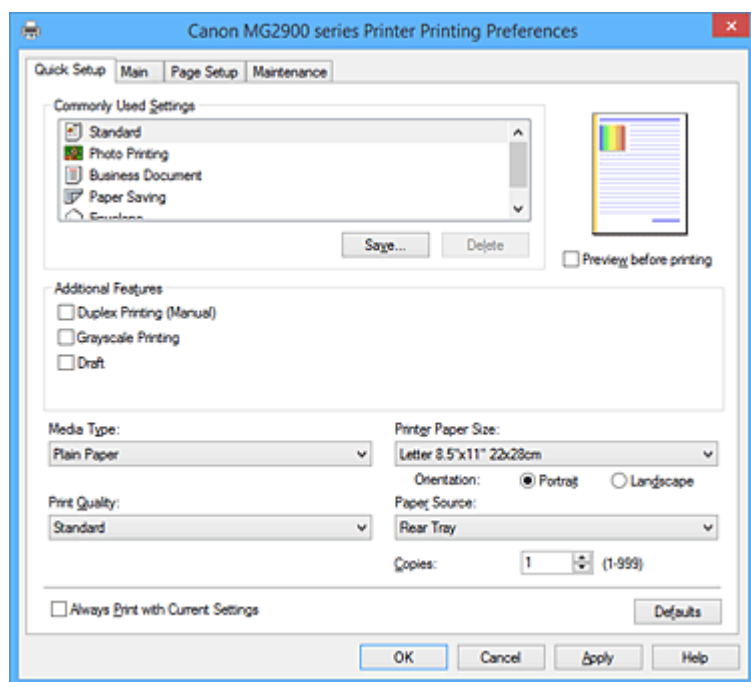 Canon MG2900 series Printer Printing Preferences
Quick Setup Main Page Setup Maintenance
Commonly Used Settings
Standard
Photo Printing
Business Document
Paper Saving
Envelope
Save... Delete
Preview before printing
Additional Features
Duplex Printing (Manual)
Grayscale Printing
Draft
Media Type:
Plain Paper
Printer Paper Size:
Letter 8.5"x11" 22x28cm
Orientation: Portrait Landscape
Print Quality:
Standard
Paper Source:
Rear Tray
Copies: 1 (1-999)
Always Print with Current Settings
Defaults
OK Cancel Apply Help